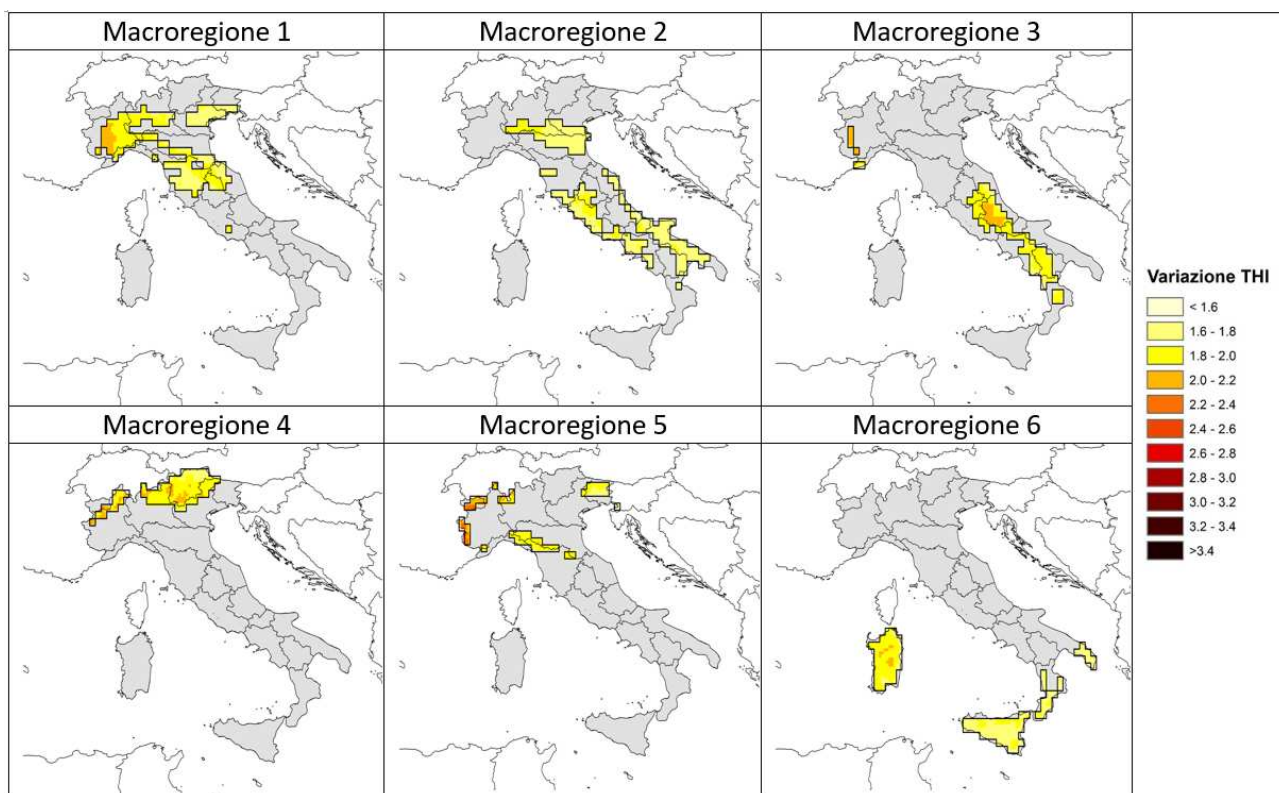 Macroregione 1
Macroregione 2
Macroregione 3
Macroregione 4
Macroregione 5
Macroregione 6
Variazione THI
< 1.6
1.6 - 1.8
1.8 - 2.0
2.0 - 2.2
2.2 - 2.4
2.4 - 2.6
2.6 - 2.8
2.8 - 3.0
3.0 - 3.2
3.2 - 3.4
>3.4